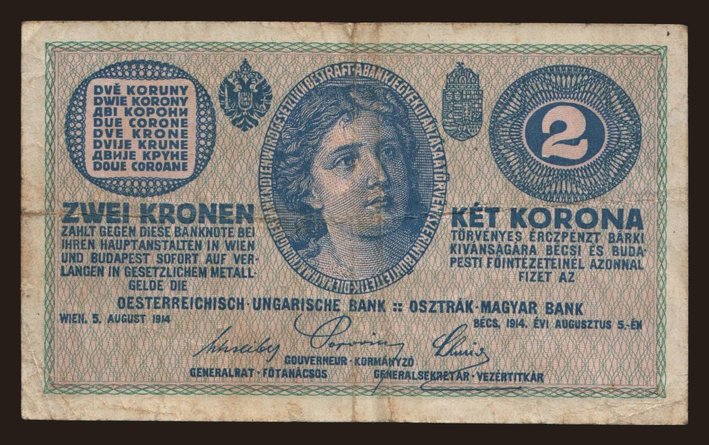 DVĚ KORUNY
DWIE KORONY
ДВІ КОРОНИ
DUE CORONE
DVE KRONE
DVIJE KRUNE
ДВИЈЕ КРУНЕ
DOUE COROANE
2
ZWEI KRONEN
ZAHLT GEGEN DIESE BANKNOTE BEI
IHREN HAUPTANSTALTEN IN WIEN
UND BUDAPEST SOFORT AUF VER-
LANGEN IN GESETZLICHEM METALL-
GELDE DIE
KÉT KORONA
TÖRVÉNYES ÉRCZPÉNZT BÁRKI
KIVÁNSÁGÁRA BÉCSI ÉS BUDA-
PESTI FŐINTÉZETEINÉL AZONNAL
FIZET AZ
OESTERREICHISCH-UNGARISCHE BANK :: OSZTRÁK-MAGYAR BANK
WIEN, 5. AUGUST 1914
BÉCS, 1914. ÉVI AUGUSZTUS 5.-ÉN
GOUVERNEUR·KORMÁNYZÓ
GENERALRAT·FŐTANÁCSOS
GENERALSEKRETÄR·VEZÉRTITKÁR